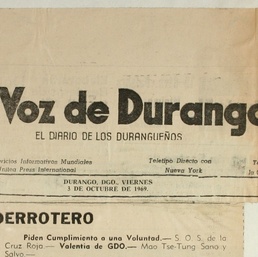 Voz de Durango
EL DIARIO DE LOS DURANGUEÑOS
Servicios Informativos Mundiales
Press International
Teletipo Directo con
Nueva York
DURANGO, DGO., VIERNES
3 DE OCTUBRE DE 1969.
DERROTERO
Piden Cumplimiento a una Voluntad.— S. O. S. de la
Cruz Roja.— Valentía de GDO.— Mao Tse-Tung Sano y
Salvo —